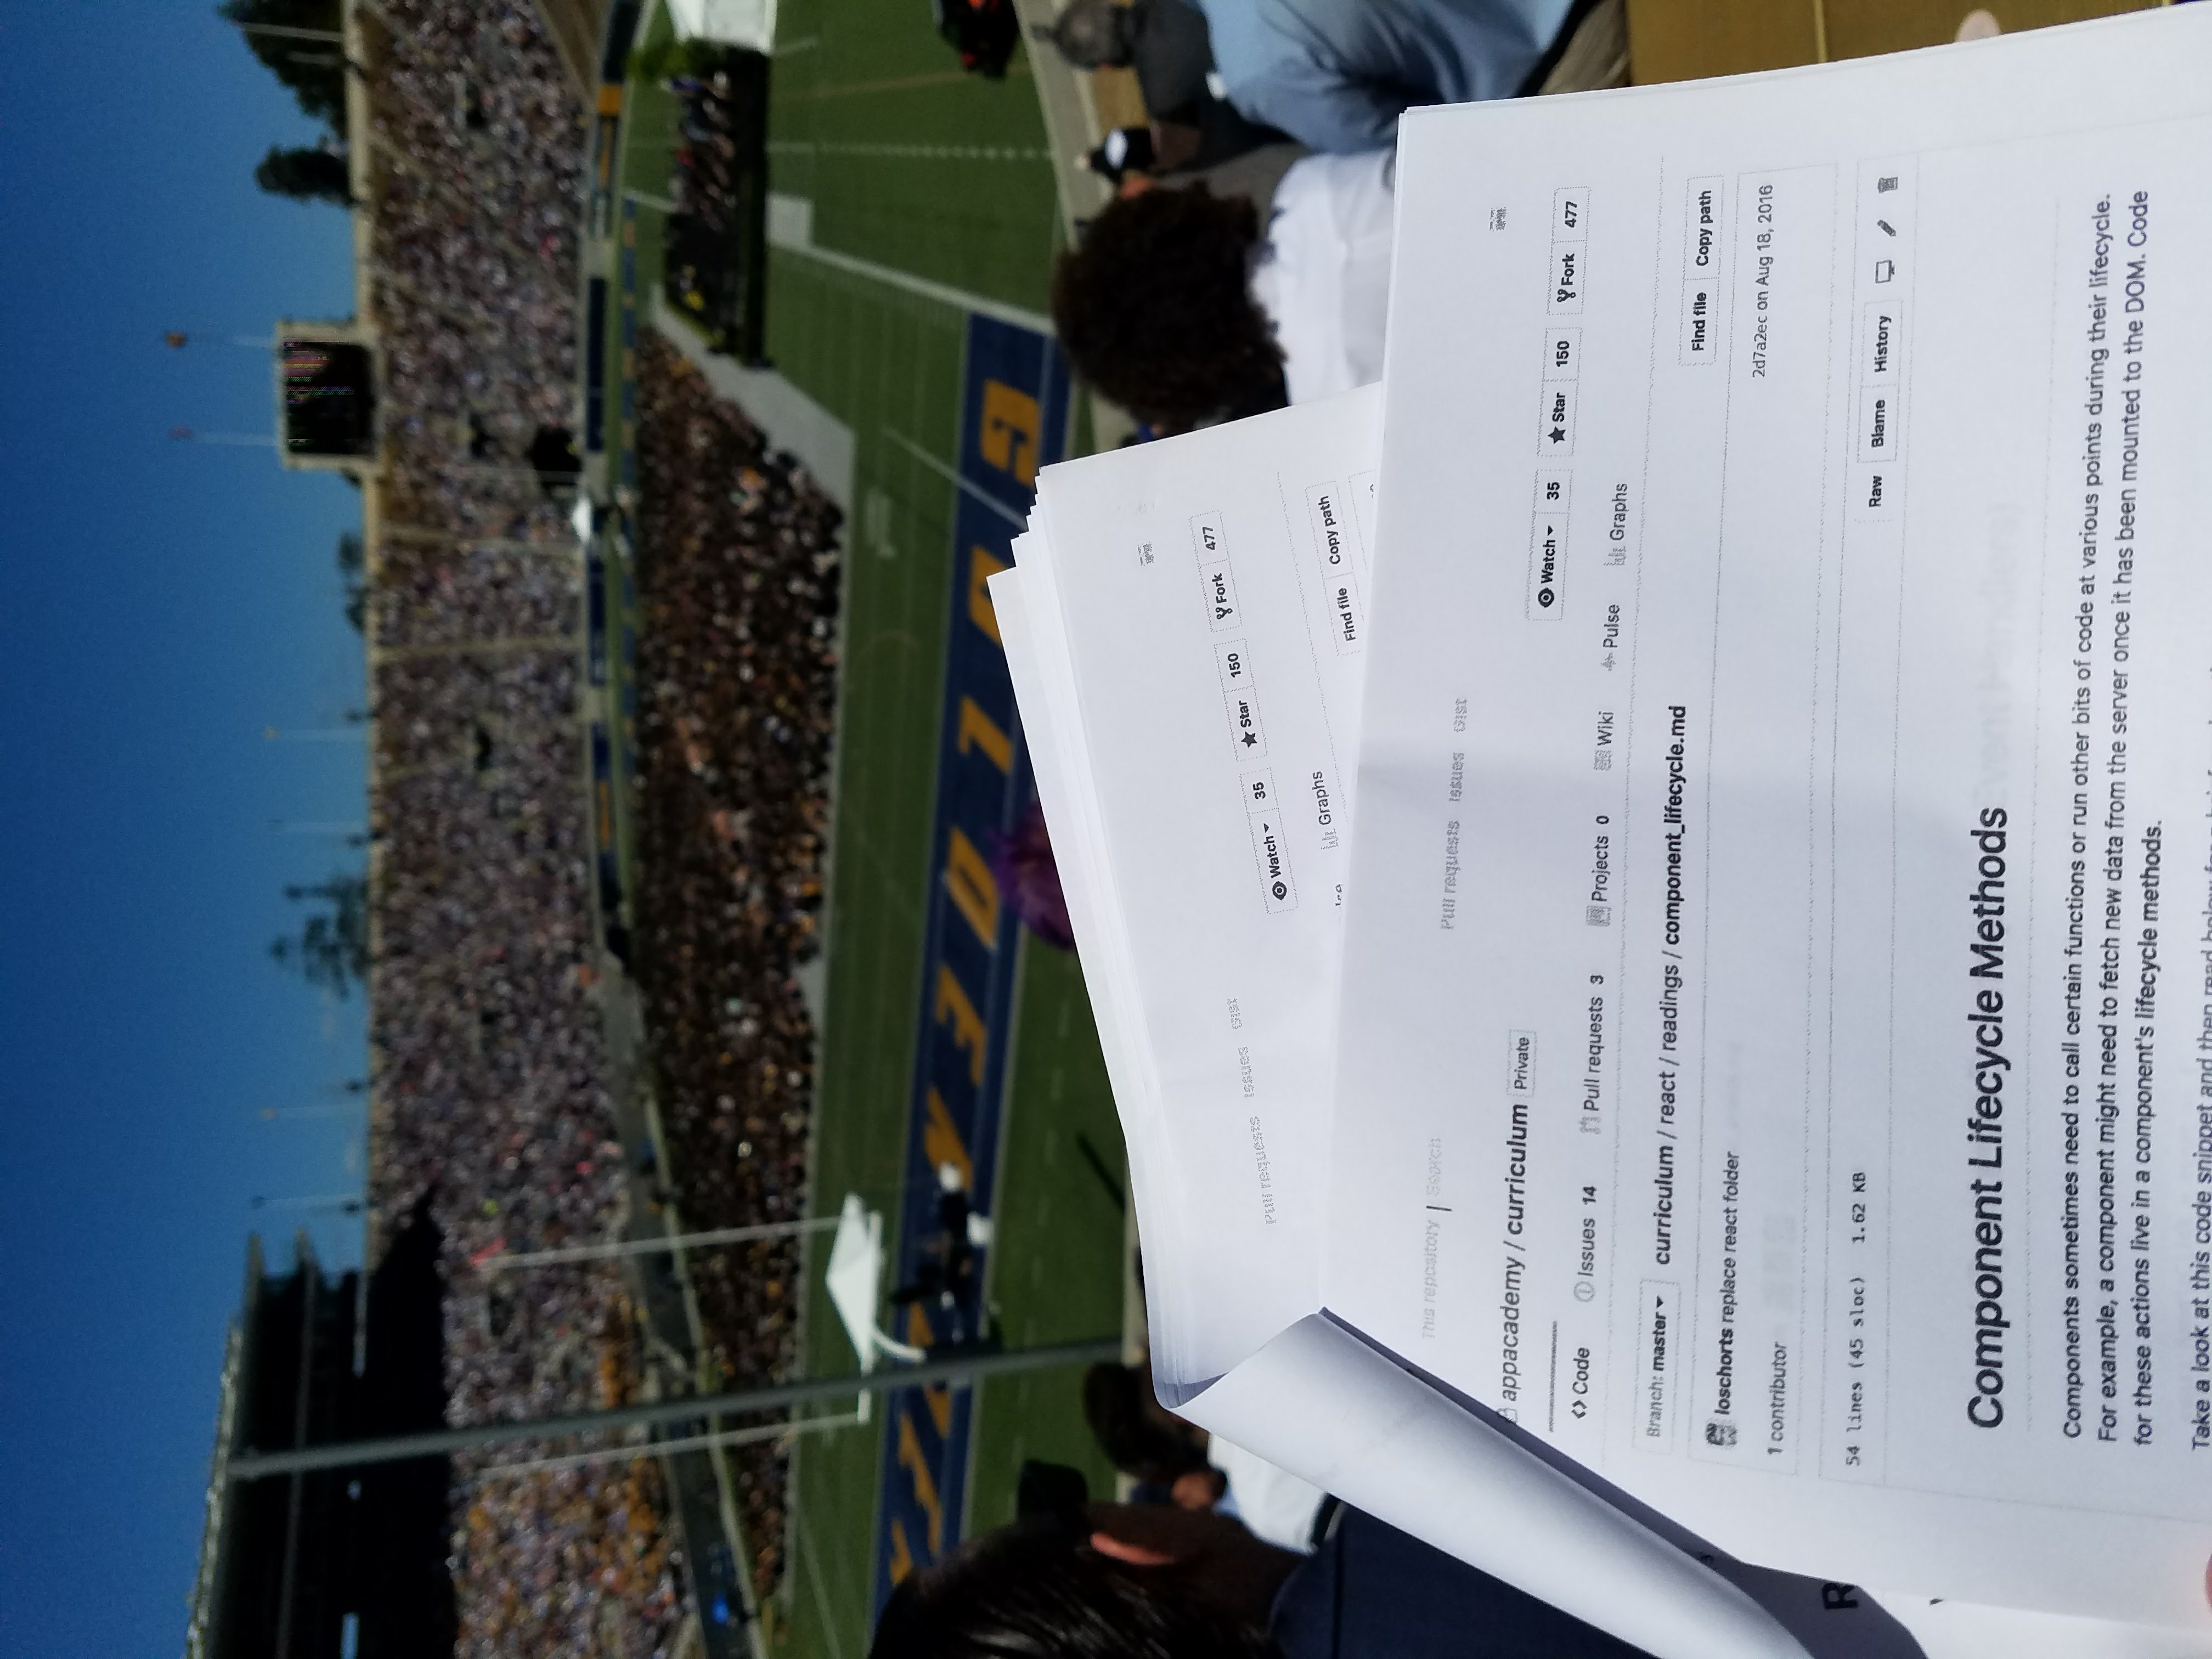 GOLDEN
Pull requests Issues Gist
Watch 35 Star 150 Fork 477
Graphs
Find file Copy path
This repository Search
Pull requests Issues Gist
appacademy / curriculum Private
Watch 35 Star 150 Fork 477
<> Code Issues 14 Pull requests 3 Projects 0 Wiki Pulse Graphs
Branch: master curriculum / react / readings / component_lifecycle.md
Find file Copy path
loschorts replace react folder
2d7a2ec on Aug 18, 2016
1 contributor
54 lines (45 sloc) 1.62 KB
Raw Blame History
R
Component Lifecycle Methods
Components sometimes need to call certain functions or run other bits of code at various points during their lifecycle.
For example, a component might need to fetch new data from the server once it has been mounted to the DOM. Code
for these actions live in a component's lifecycle methods.
Take a look at this code snippet and then read below for a brief